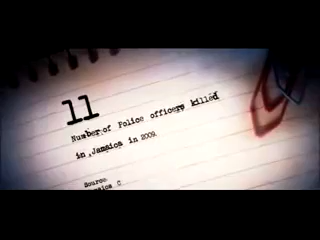 11
Number of Police officers killed
in Jamaica in 2009.
Source